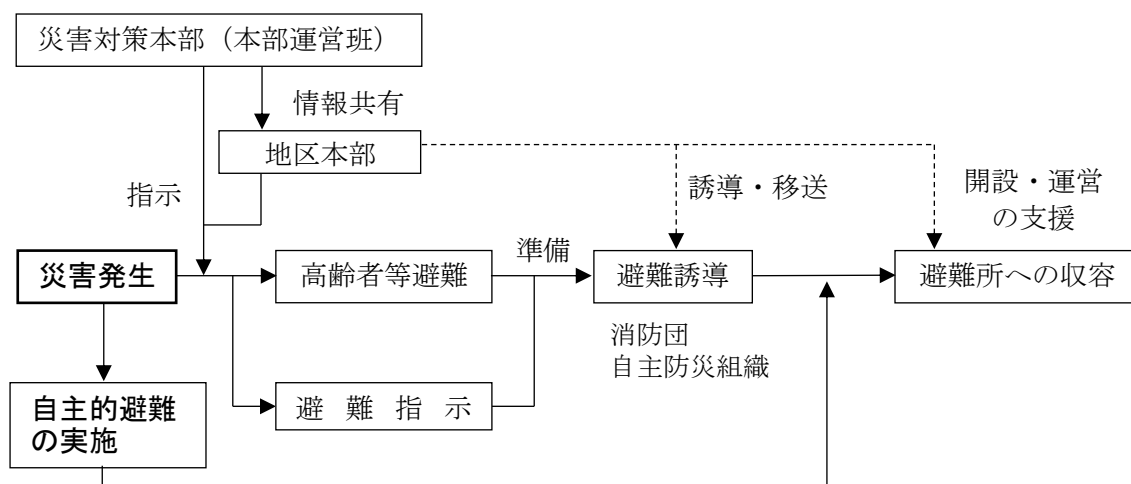 災害対策本部（本部運営班）
情報共有
地区本部
指示
誘導・移送
開設・運営
の支援
災害発生
高齢者等避難
準備
避難誘導
避難所への収容
消防団
自主防災組織
自主的避難
の実施
避 難 指 示